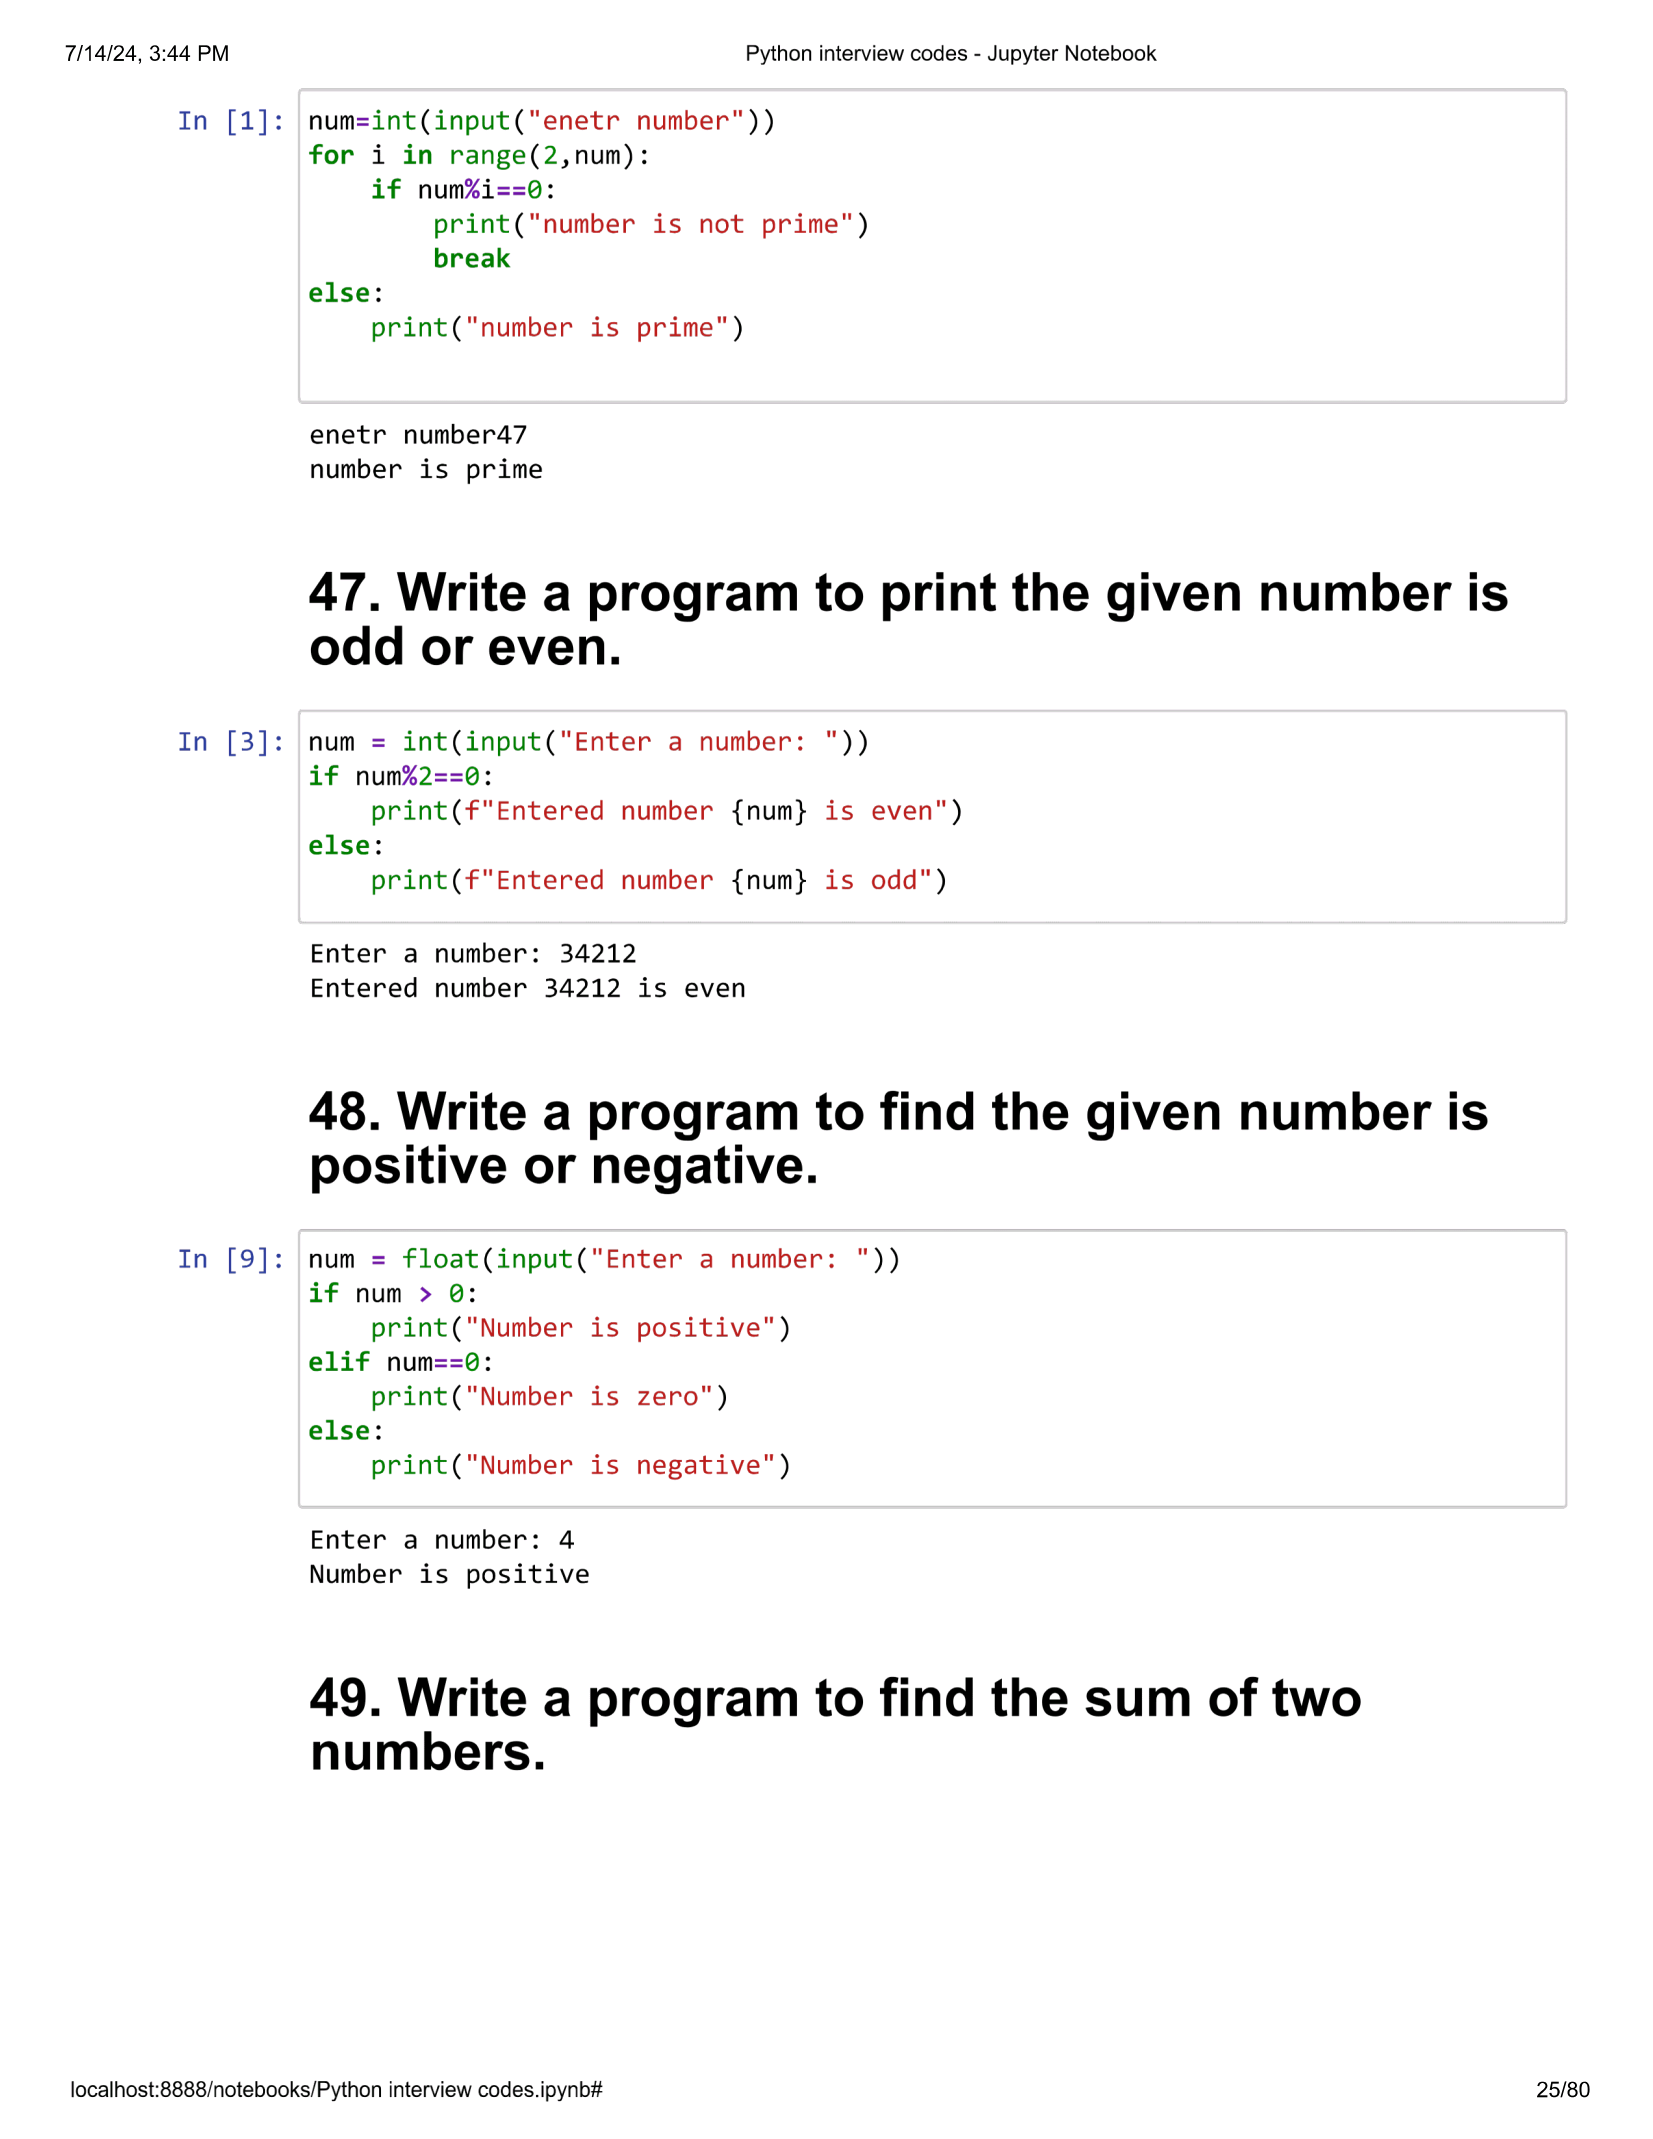 7/14/24, 3:44 PM Python interview codes - Jupyter Notebook
In [1]: num=int(input("enetr number"))
for i in range(2,num):
    if num%i==0:
        print("number is not prime")
        break
else:
    print("number is prime")
enetr number47
number is prime
47. Write a program to print the given number is
odd or even.
In [3]: num = int(input("Enter a number: "))
if num%2==0:
    print(f"Entered number {num} is even")
else:
    print(f"Entered number {num} is odd")
Enter a number: 34212
Entered number 34212 is even
48. Write a program to find the given number is
positive or negative.
In [9]: num = float(input("Enter a number: "))
if num > 0:
    print("Number is positive")
elif num==0:
    print("Number is zero")
else:
    print("Number is negative")
Enter a number: 4
Number is positive
49. Write a program to find the sum of two
numbers.
localhost:8888/notebooks/Python interview codes.ipynb# 25/80